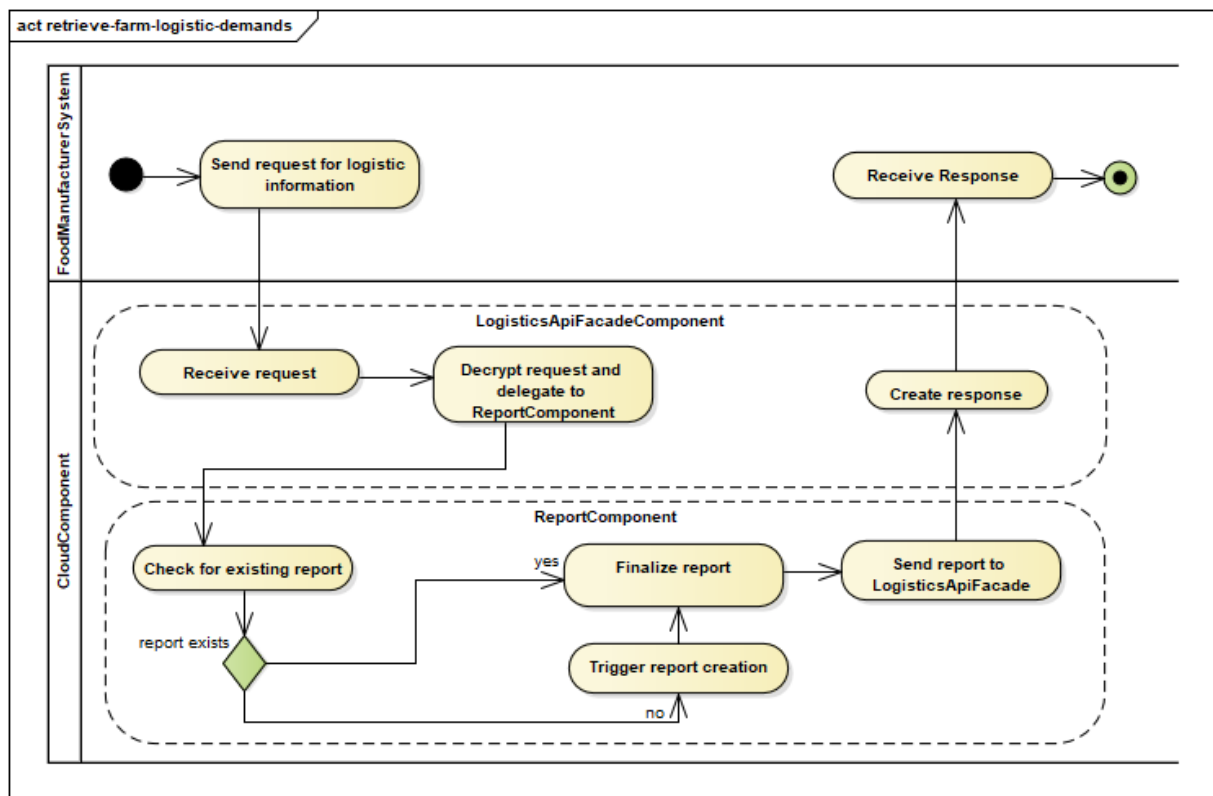 act retrieve-farm-logistic-demands
FoodManufacturerSystem
Send request for logistic
information
Receive Response
CloudComponent
LogisticsApiFacadeComponent
Receive request
Decrypt request and
delegate to
ReportComponent
Create response
ReportComponent
Check for existing report
yes
Finalize report
Send report to
LogisticsApiFacade
report exists
Trigger report creation
no